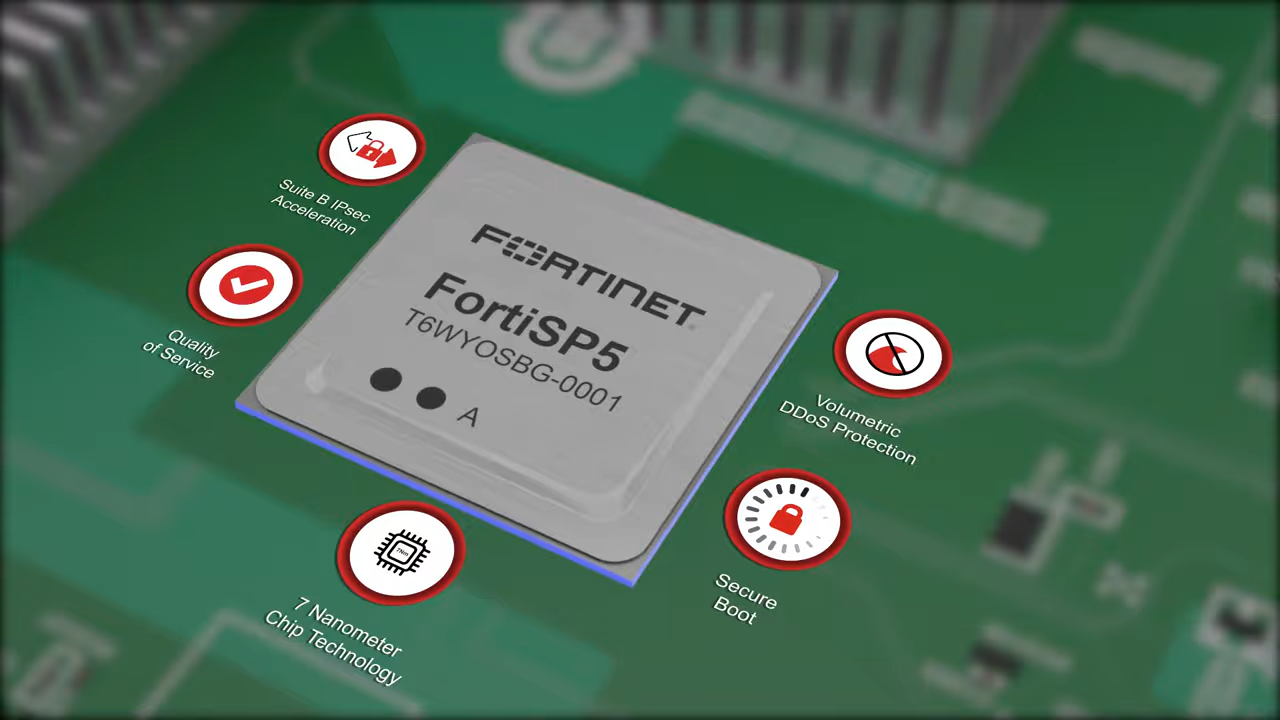 Suite B IPsec
Acceleration
Quality
of Service
FORTINET
FortiSP5
T6WYOSBG-0001
A
Volumetric
DDoS Protection
7Nm
7 Nanometer
Chip Technology
Secure
Boot